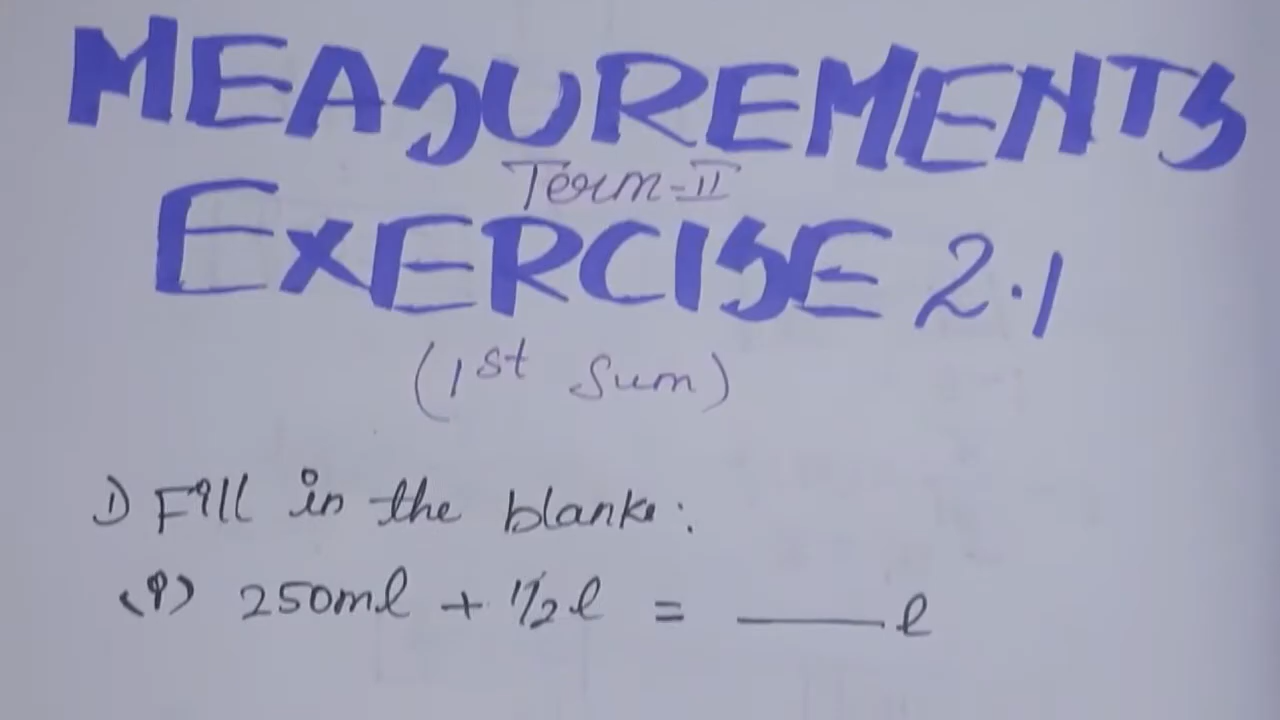 MEASUREMENTS
Term-II
EXERCISE 2.1
(1st Sum)
1) Fill in the blanks:
(i) 250ml + 1/2 l = ____ l